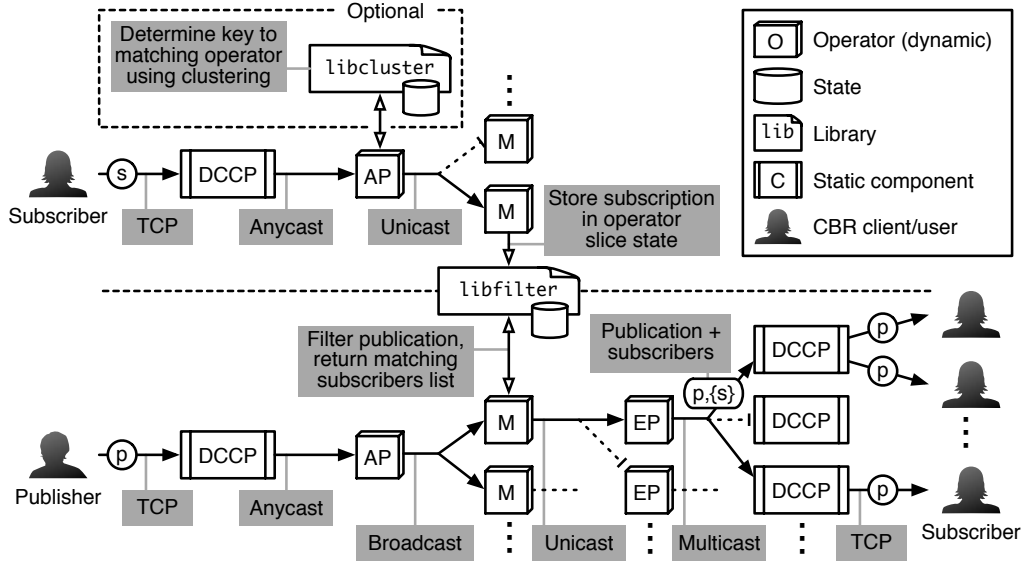 Optional
Determine key to
matching operator
using clustering
libcluster
M
s
DCCP
AP
M
Subscriber
TCP
Anycast
Unicast
Store subscription
in operator
slice state
O
Operator (dynamic)
State
lib
Library
C
Static component
CBR client/user
libfilter
Filter publication,
return matching
subscribers list
Publication +
subscribers
p,{s}
DCCP
p
p
DCCP
M
EP
p
DCCP
AP
M
EP
DCCP
p
Publisher
TCP
Anycast
Broadcast
Unicast
Multicast
TCP
Subscriber